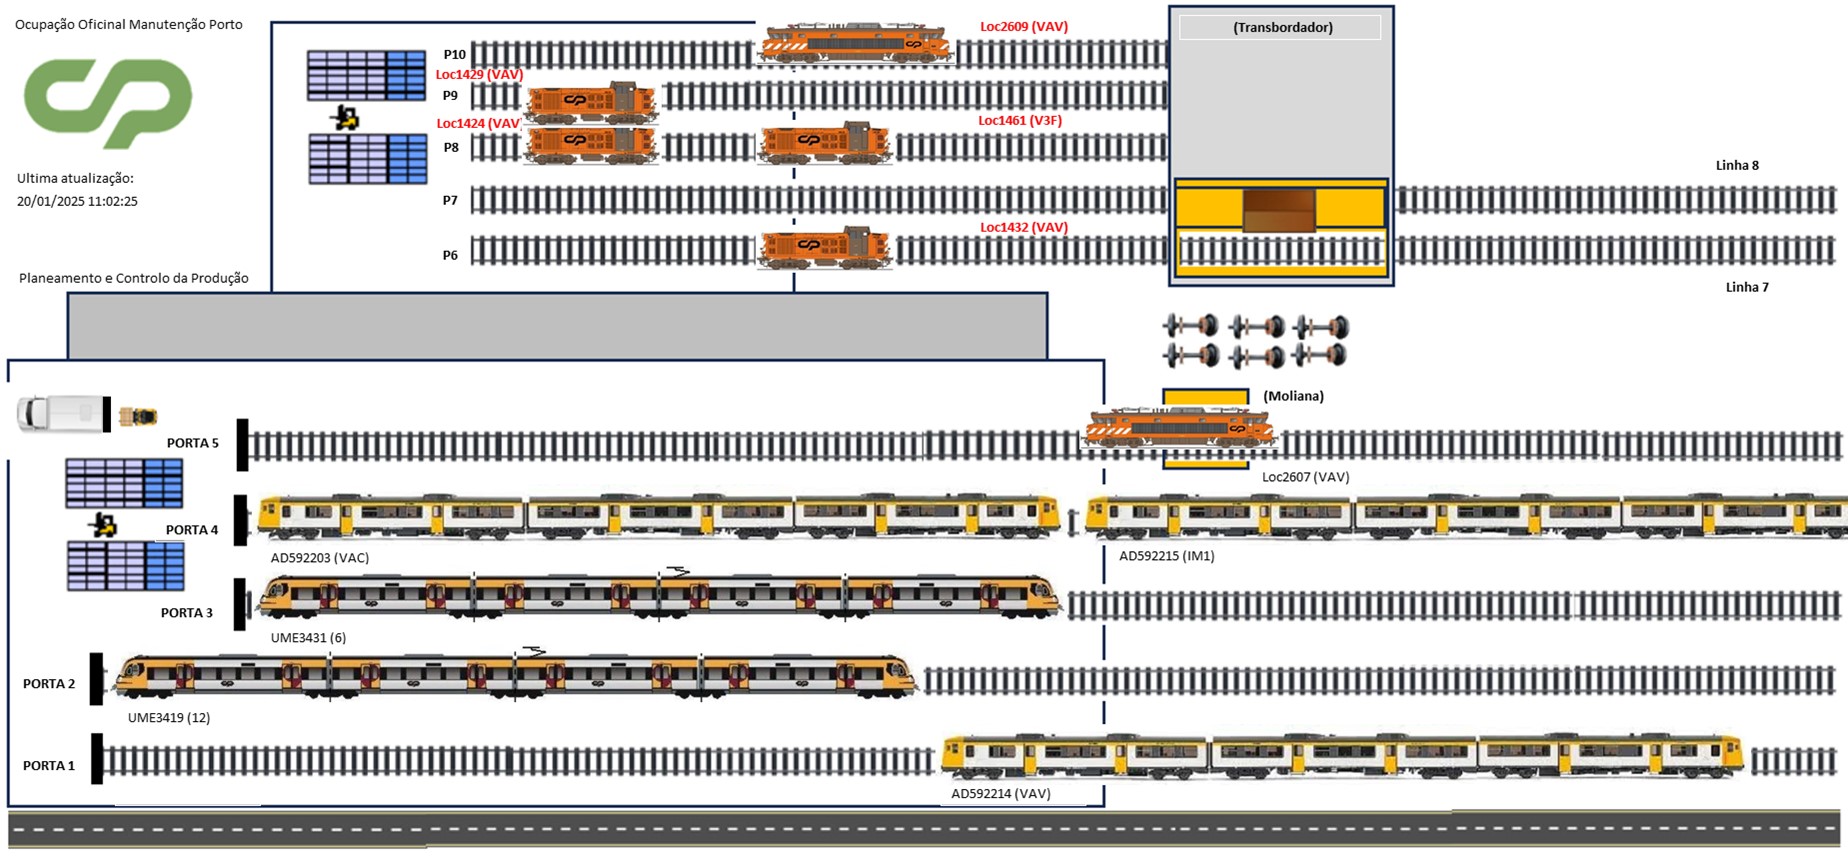 Ocupação Oficinal Manutenção Porto
Loc2609 (VAV)
(Transbordador)
P10
Loc1429 (VAV)
P9
Loc1424 (VAV)
Loc1461 (V3F)
P8
Linha 8
Ultima atualização:
20/01/2025 11:02:25
P7
Loc1432 (VAV)
P6
Planeamento e Controlo da Produção
Linha 7
(Moliana)
PORTA 5
Loc2607 (VAV)
PORTA 4
AD592203 (VAC)
AD592215 (IM1)
PORTA 3
UME3431 (6)
PORTA 2
UME3419 (12)
PORTA 1
AD592214 (VAV)